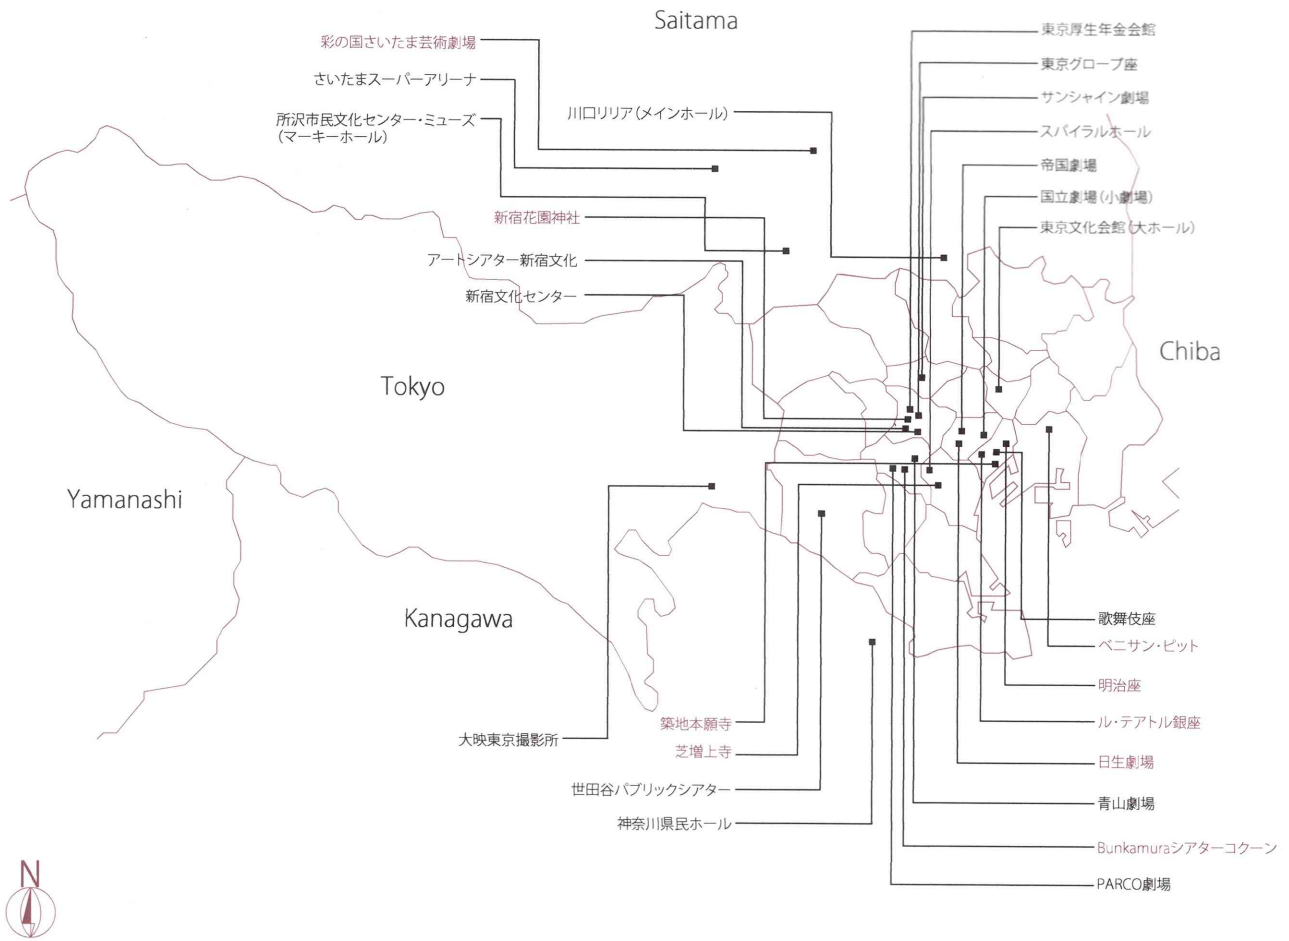 Saitama
彩の国さいたま芸術劇場
さいたまスーパーアリーナ
所沢市民文化センター・ミューズ
（マーキーホール）
川口リリア（メインホール）
新宿花園神社
アートシアター新宿文化
新宿文化センター
東京厚生年金会館
東京グローブ座
サンシャイン劇場
スパイラルホール
帝国劇場
国立劇場（小劇場）
東京文化会館（大ホール）
Chiba
Tokyo
Yamanashi
Kanagawa
歌舞伎座
ベニサン・ピット
明治座
ル・テアトル銀座
日生劇場
青山劇場
Bunkamuraシアターコクーン
PARCO劇場
築地本願寺
芝増上寺
大映東京撮影所
世田谷パブリックシアター
神奈川県民ホール
N